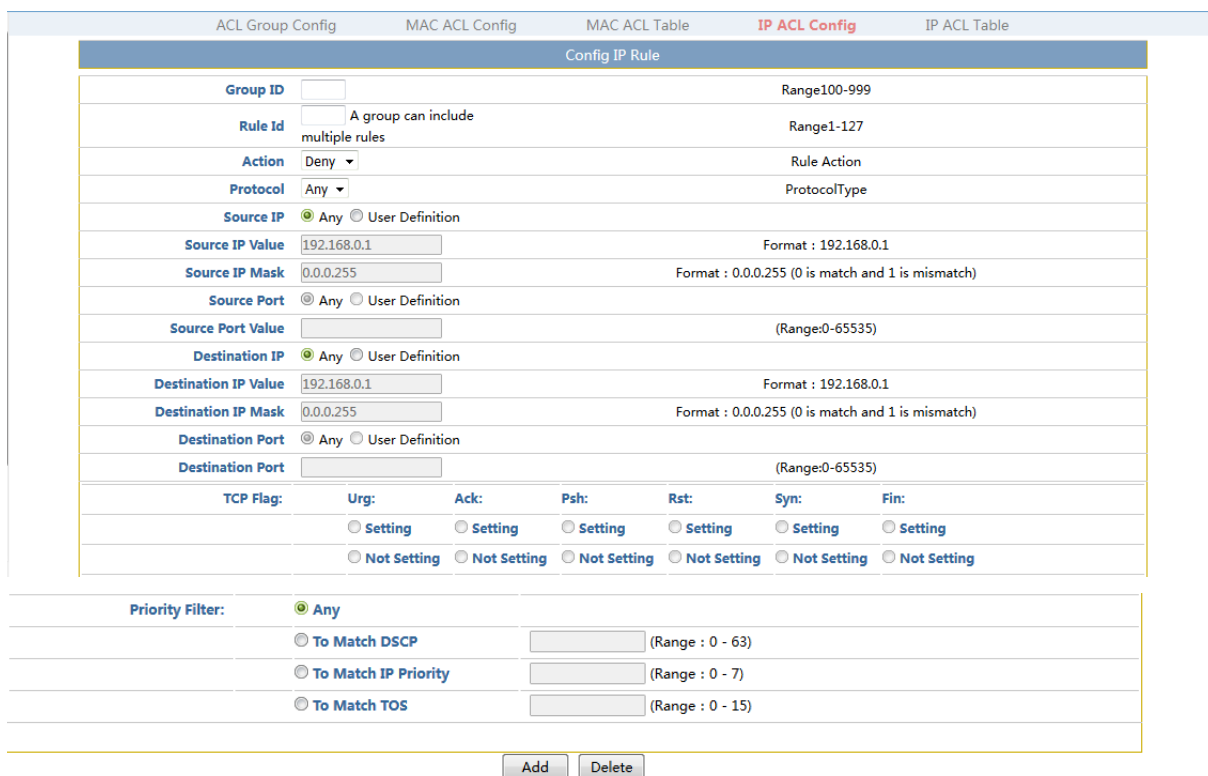 ACL Group Config MAC ACL Config MAC ACL Table IP ACL Config IP ACL Table
Config IP Rule
Group ID Range100-999
Rule Id A group can include multiple rules Range1-127
Action Deny Rule Action
Protocol Any ProtocolType
Source IP Any User Definition
Source IP Value 192.168.0.1 Format : 192.168.0.1
Source IP Mask 0.0.0.255 Format : 0.0.0.255 (0 is match and 1 is mismatch)
Source Port Any User Definition
Source Port Value (Range:0-65535)
Destination IP Any User Definition
Destination IP Value 192.168.0.1 Format : 192.168.0.1
Destination IP Mask 0.0.0.255 Format : 0.0.0.255 (0 is match and 1 is mismatch)
Destination Port Any User Definition
Destination Port (Range:0-65535)
TCP Flag: Urg: Ack: Psh: Rst: Syn: Fin:
Setting Setting Setting Setting Setting Setting
Not Setting Not Setting Not Setting Not Setting Not Setting Not Setting
Priority Filter: Any
To Match DSCP (Range : 0 - 63)
To Match IP Priority (Range : 0 - 7)
To Match TOS (Range : 0 - 15)
Add Delete